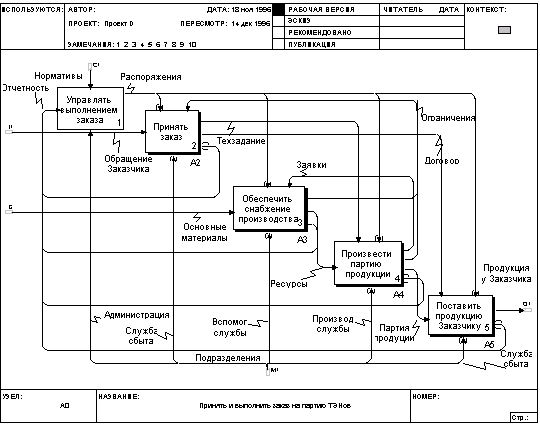 ИСПОЛЬЗУЮТСЯ: АВТОР: ДАТА: 18 ноя 1996 РАБОЧАЯ ВЕРСИЯ ЧИТАТЕЛЬ ДАТА КОНТЕКСТ:
ЭСКИЗ
ПРОЕКТ: Проект D ПЕРЕСМОТР: 14 дек 1996
РЕКОМЕНДОВАНО
ЗАМЕЧАНИЯ: 1 2 3 4 5 6 7 8 9 10 ПУБЛИКАЦИЯ
Нормативы Распоряжения
Отчетность
Управлять
выполнением
заказа
1
Ограничения
Принять
заказ
2
Техзадание
Обращение
Заказчика
A2
Договор
Заявки
Обеспечить
снабжение
производства
3
Основные
материалы
A3
Произвести
партию
продукции
4
Ресурсы
A4
Продукция
у Заказчика
Поставить
продукцию
Заказчику
5
A5
Администрация
Служба
сбыта
Вспомог
службы
Производ
службы
Партия
продуции
Подразделения
Служба
сбыта
УЗЕЛ: НАЗВАНИЕ: НОМЕР:
A0 Принять и выполнить заказ на партию ТЭНов
Стр.: